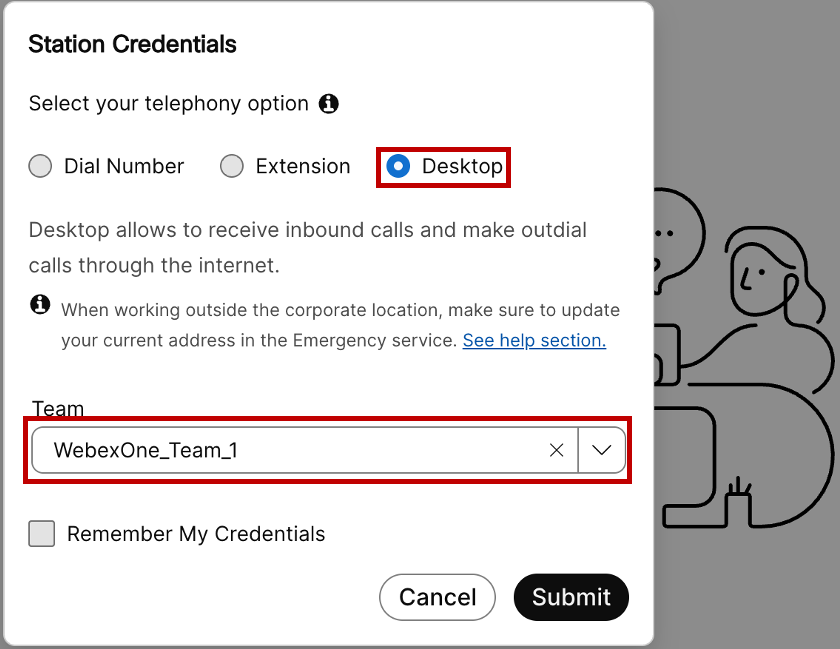 Station Credentials
Select your telephony option
Dial Number
Extension
Desktop
Desktop allows to receive inbound calls and make outdial
calls through the internet.
When working outside the corporate location, make sure to update
your current address in the Emergency service. See help section.
Team
WebexOne_Team_1
Remember My Credentials
Cancel
Submit